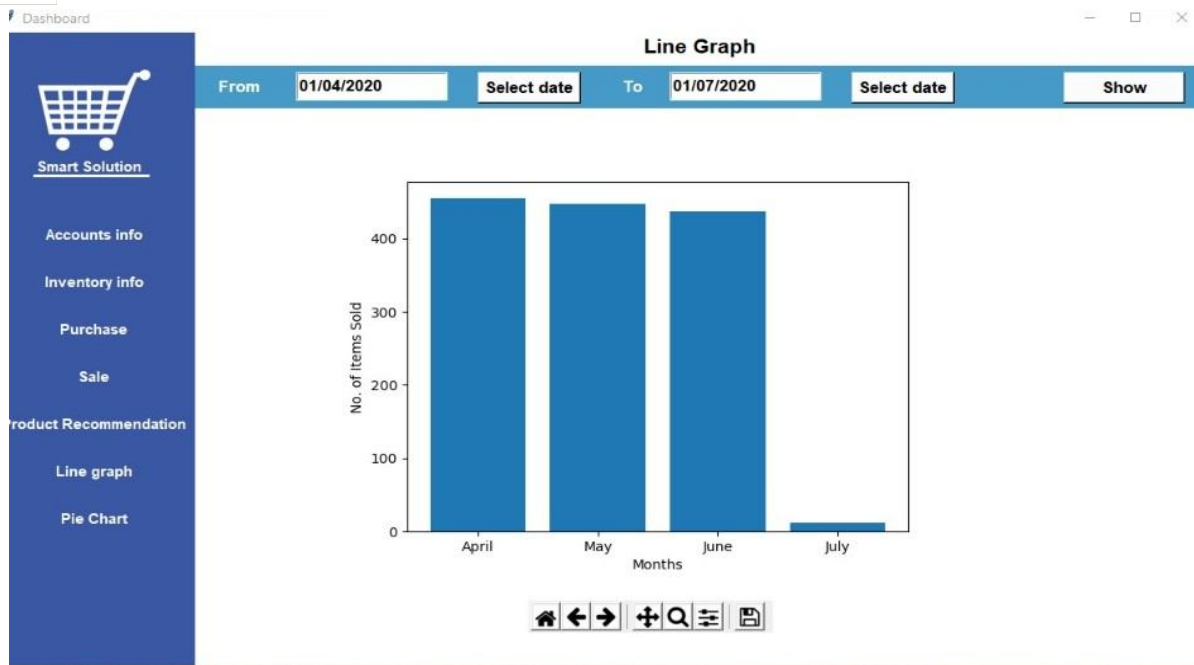 Dashboard
Line Graph
From 01/04/2020 Select date To 01/07/2020 Select date Show
Smart Solution
Accounts info
Inventory info
Purchase
Sale
roduct Recommendation
Line graph
Pie Chart
No. of Items Sold
400
300
200
100
0
April May June July
Months